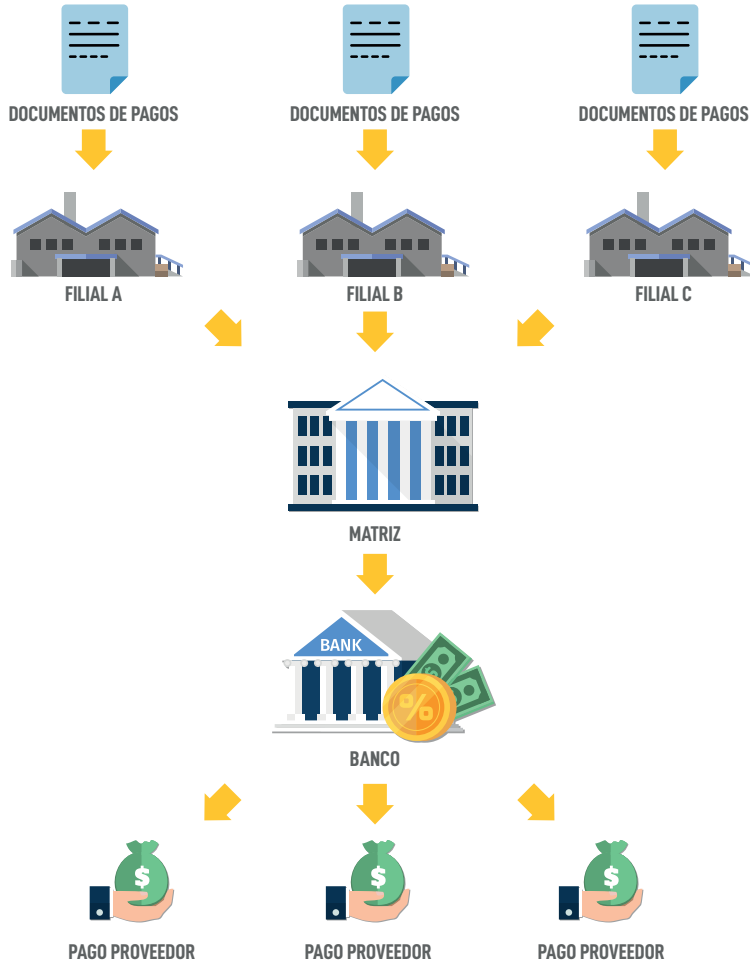 DOCUMENTOS DE PAGOS
DOCUMENTOS DE PAGOS
DOCUMENTOS DE PAGOS
FILIAL A
FILIAL B
FILIAL C
MATRIZ
BANK
%
BANCO
$
$
$
PAGO PROVEEDOR
PAGO PROVEEDOR
PAGO PROVEEDOR